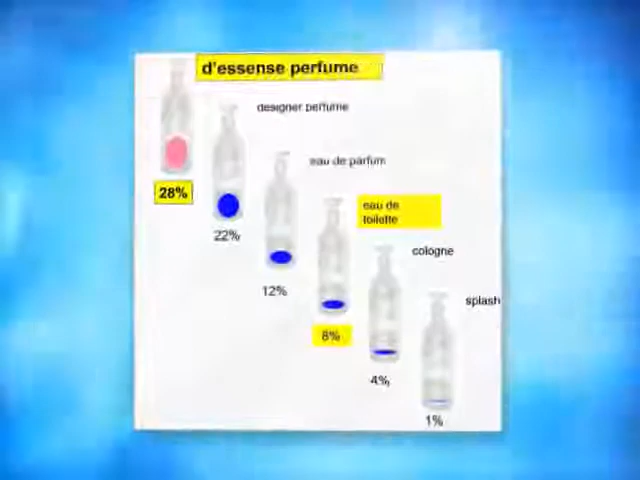 d'essense perfume
designer perfume
28%
eau de parfum
22%
eau de
toilette
12%
cologne
8%
splash
4%
1%